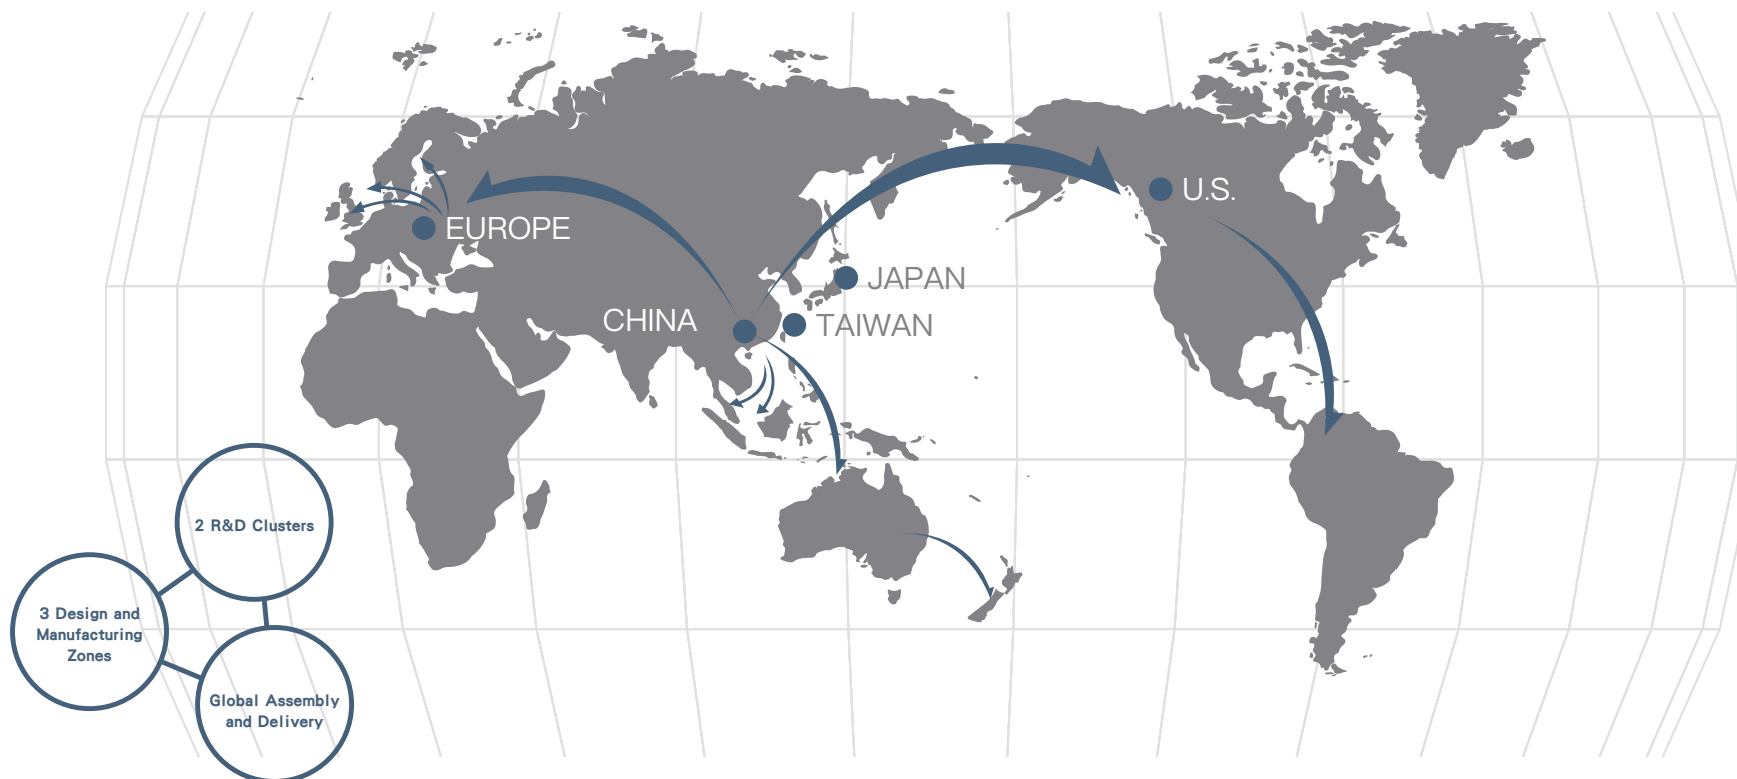 U.S.
EUROPE
JAPAN
CHINA
TAIWAN
2 R&D Clusters
3 Design and
Manufacturing
Zones
Global Assembly
and Delivery